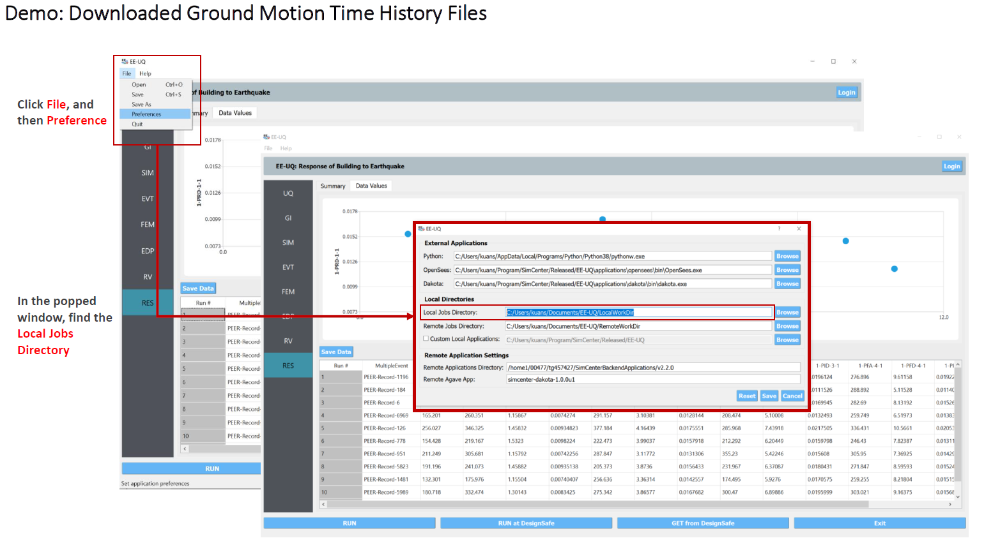 Demo: Downloaded Ground Motion Time History Files
Click File, and
then Preference
In the popped
window, find the
Local Jobs
Directory
EE-UQ
File Help
Open Ctrl+O
Save Ctrl+S
Save As
Preferences
Quit
of Building to Earthquake
Login
Data Values
GI
SIM
EVT
FEM
EDP
RV
RES
1-PRD-1-1
0.0178
0.0152
0.0126
0.0099
0.0073
0.0
Save Data
Run # Multiple
1 PEER-Record
2 PEER-Record
3 PEER-Record
4 PEER-Record
5 PEER-Record
6 PEER-Record
7 PEER-Record
8 PEER-Record
9 PEER-Record
10 PEER-Record
RUN
Set application preferences
EE-UQ
File Help
EE-UQ: Response of Building to Earthquake
Login
UQ
GI
SIM
EVT
FEM
EDP
RV
RES
Summary Data Values
1-PRD-1-1
0.0178
0.0152
0.0126
0.0099
0.0073
0.0
12.0
EE-UQ ?
External Applications
Python: C:/Users/kuans/AppData/Local/Programs/Python/Python38/pythonw.exe Browse
OpenSees: C:/Users/kuans/Program/SimCenter/Released/EE-UQ\applications\opensees\bin\OpenSees.exe Browse
Dakota: C:/Users/kuans/Program/SimCenter/Released/EE-UQ\applications\dakota\bin\dakota.exe Browse
Local Directories
Local Jobs Directory: C:/Users/kuans/Documents/EE-UQ/LocalWorkDir Browse
Remote Jobs Directory: C:/Users/kuans/Documents/EE-UQ/RemoteWorkDir Browse
Custom Local Applications: C:/Users/kuans/Program/SimCenter/Released/EE-UQ Browse
Remote Application Settings
Remote Applications Directory: /home1/00477/tg457427/SimCenterBackendApplications/v2.2.0
Remote Agave App: simcenter-dakota-1.0.0u1
Reset Save Cancel
Save Data
Run # MultipleEvent 1-PID-3-1 1-PFA-4-1 1-PFD-4-1
1 PEER-Record-1196 0.0196124 276.896 9.61158 0.01922
2 PEER-Record-184 0.0111526 288.892 5.11528 0.0114
3 PEER-Record-6 0.0169945 282.69 8.13192 0.01526
4 PEER-Record-6969 165.201 260.351 1.15867 0.0074274 291.157 3.10381 0.0128144 208.474 5.10008 0.0132493 259.749 6.51973 0.01383
5 PEER-Record-126 256.027 346.325 1.45832 0.00934823 377.184 4.16439 0.0175551 285.968 7.43918 0.0217505 336.431 10.5661 0.02053
6 PEER-Record-778 154.428 219.167 1.5323 0.0098224 222.473 3.99037 0.0157918 212.292 6.20449 0.0159798 246.43 7.82387 0.01311
7 PEER-Record-951 211.249 305.681 1.15792 0.00742256 287.847 3.11772 0.0131306 355.23 5.42246 0.015608 305.95 7.36925 0.01429
8 PEER-Record-5823 191.196 241.073 1.45882 0.00935138 205.373 3.8736 0.0156433 231.967 6.37087 0.0180431 271.847 8.59593 0.01524
9 PEER-Record-1481 132.301 175.976 1.15504 0.00740407 256.636 3.36314 0.0142557 174.495 5.9276 0.0170575 259.255 8.21804 0.01515
10 PEER-Record-5989 180.718 332.474 1.30143 0.0083425 275.342 3.86577 0.0167682 300.47 6.89886 0.0195999 303.021 9.16375 0.01568
RUN RUN at DesignSafe GET from DesignSafe Exit